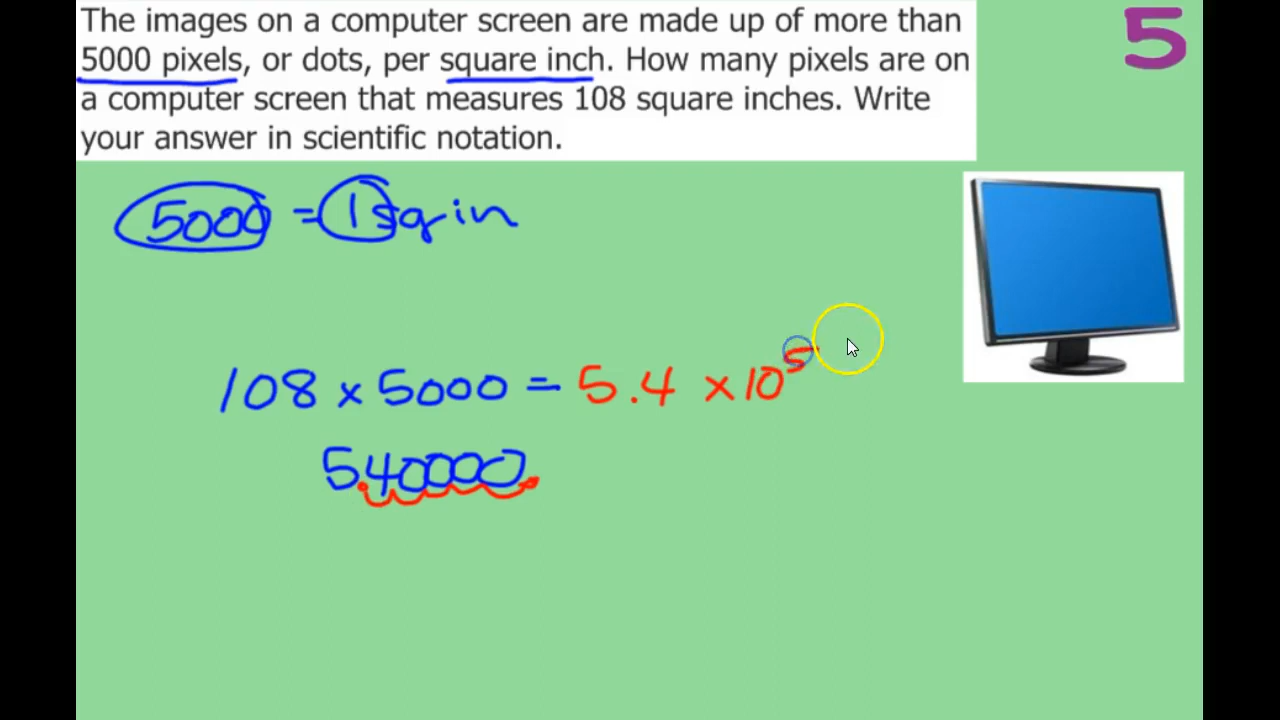 The images on a computer screen are made up of more than
5000 pixels, or dots, per square inch. How many pixels are on
a computer screen that measures 108 square inches. Write
your answer in scientific notation.
5
5000 = 1 sq in
108 x 5000 = 5.4 x 10⁵
5.40000.